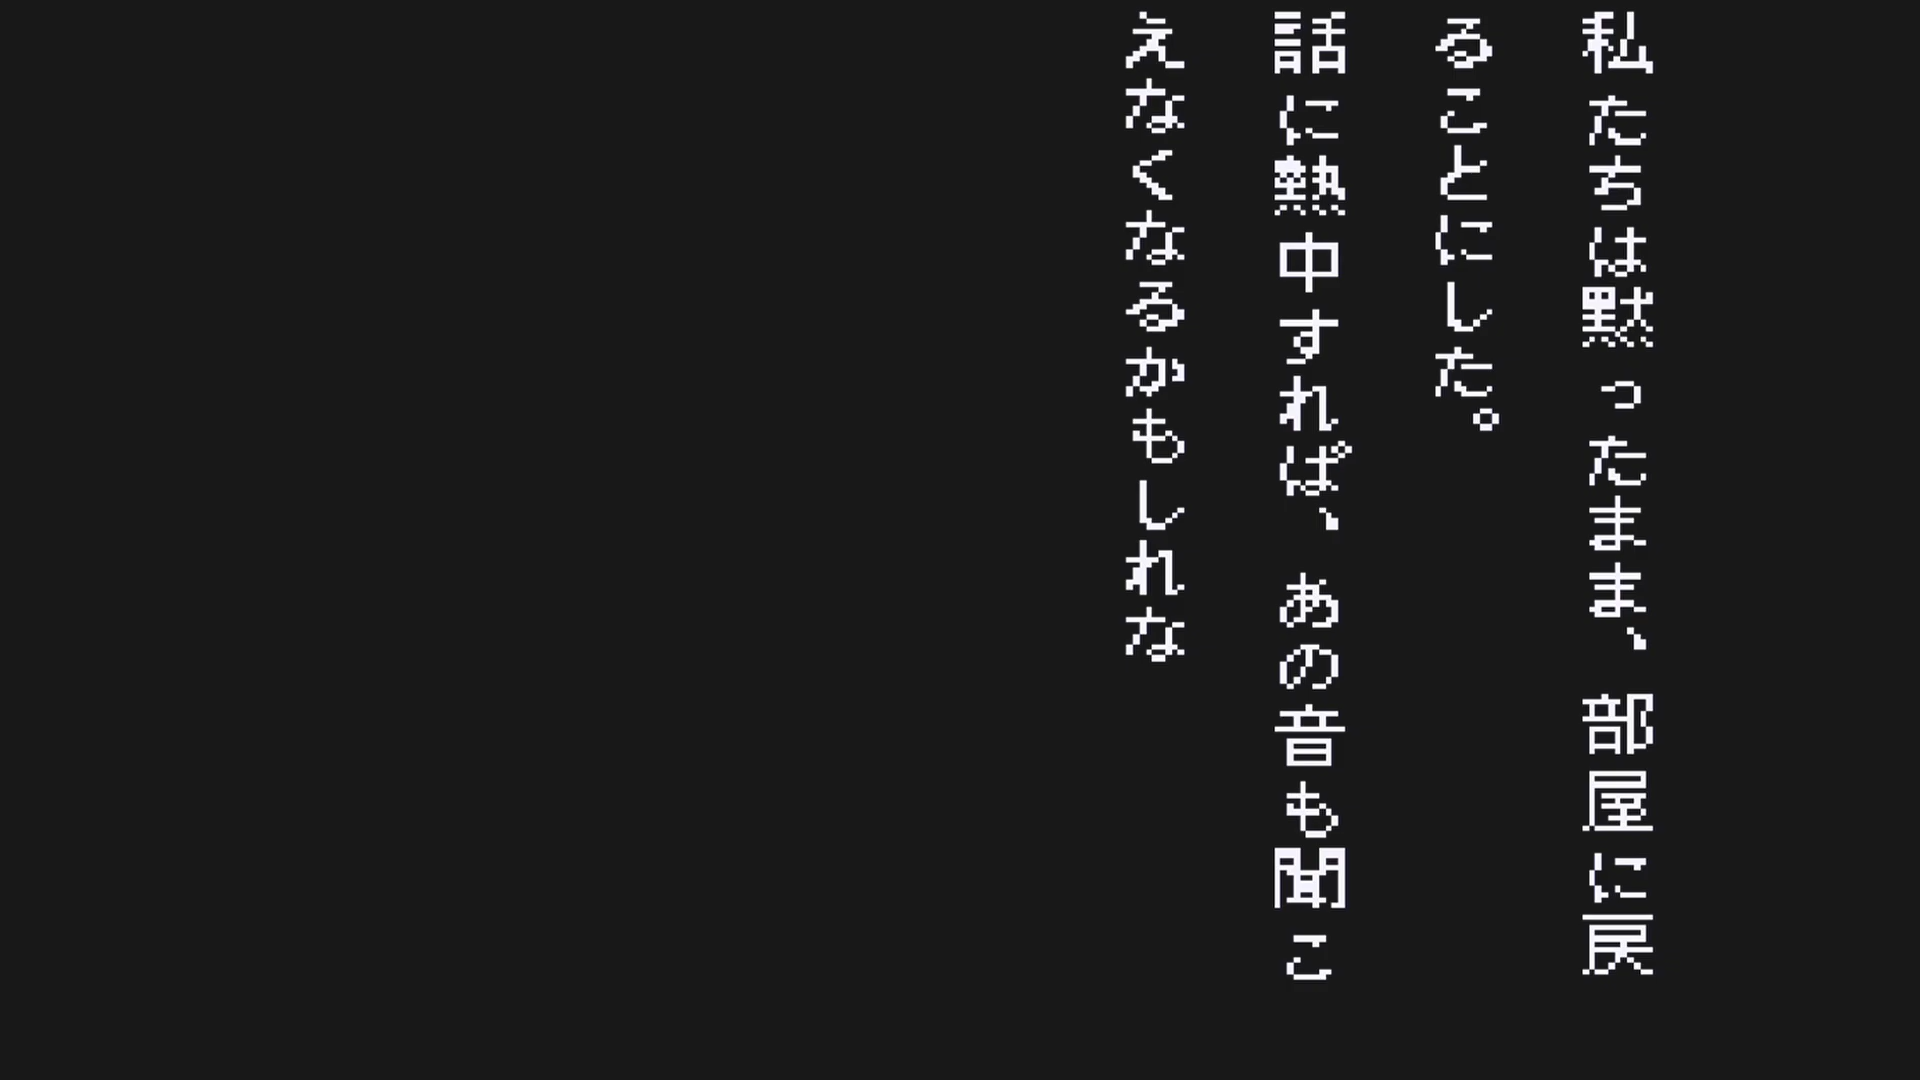 私たちは黙ったまま、部屋に戻
ることにした。
話に熱中すれぱ、あの音も聞こ
えなくなるかもしれな